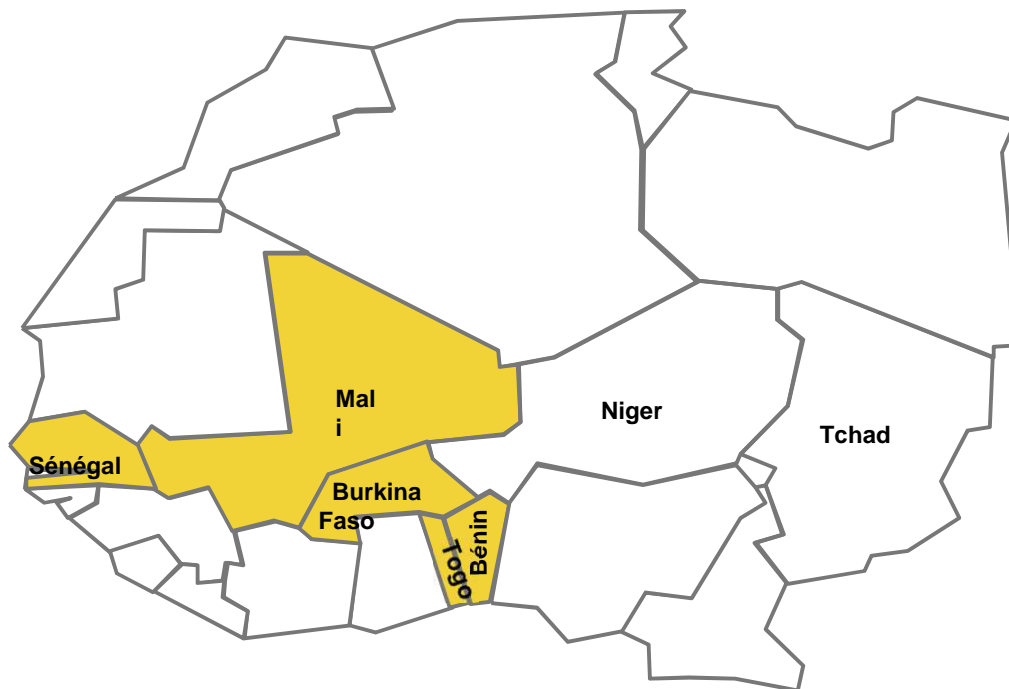 Mal
i
Niger
Tchad
Sénégal
Burkina
Faso
Togo
Bénin